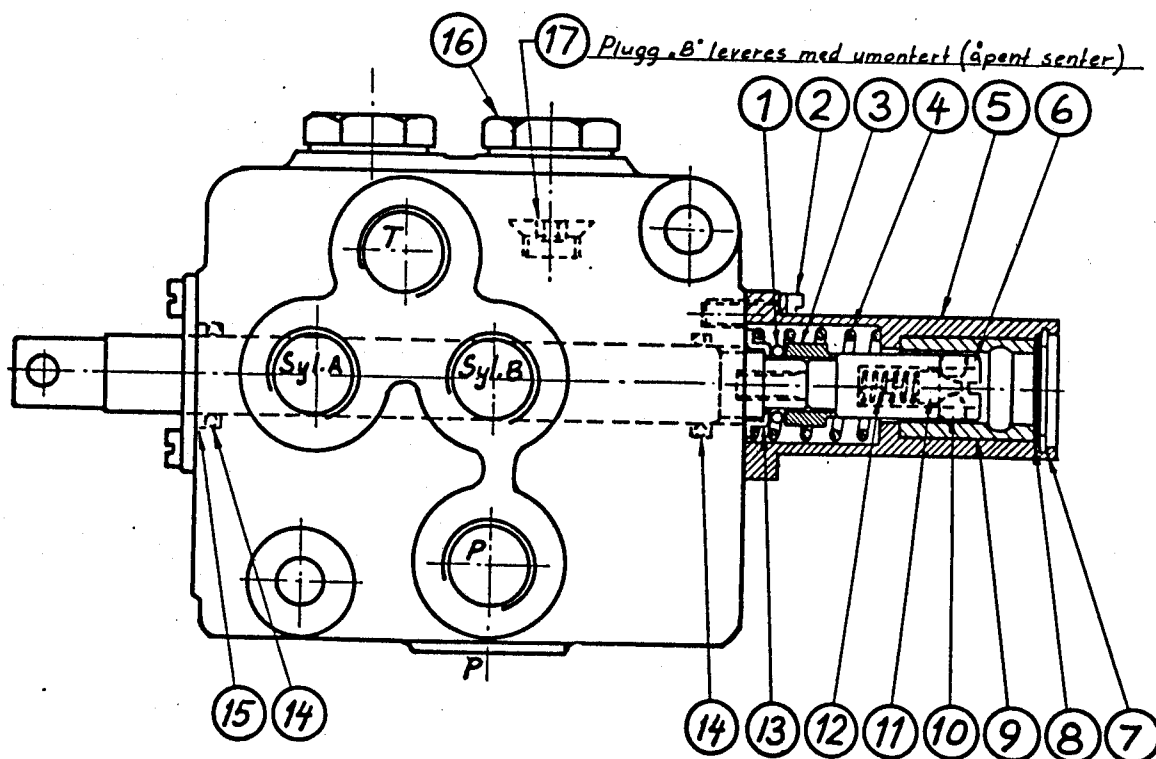 16
17 Plugg „B" leveres med umontert (åpent senter)
1 2 3 4 5 6
T.
Syl.A
Syl.B
P
P
15 14 14 13 12 11 10 9 8 7